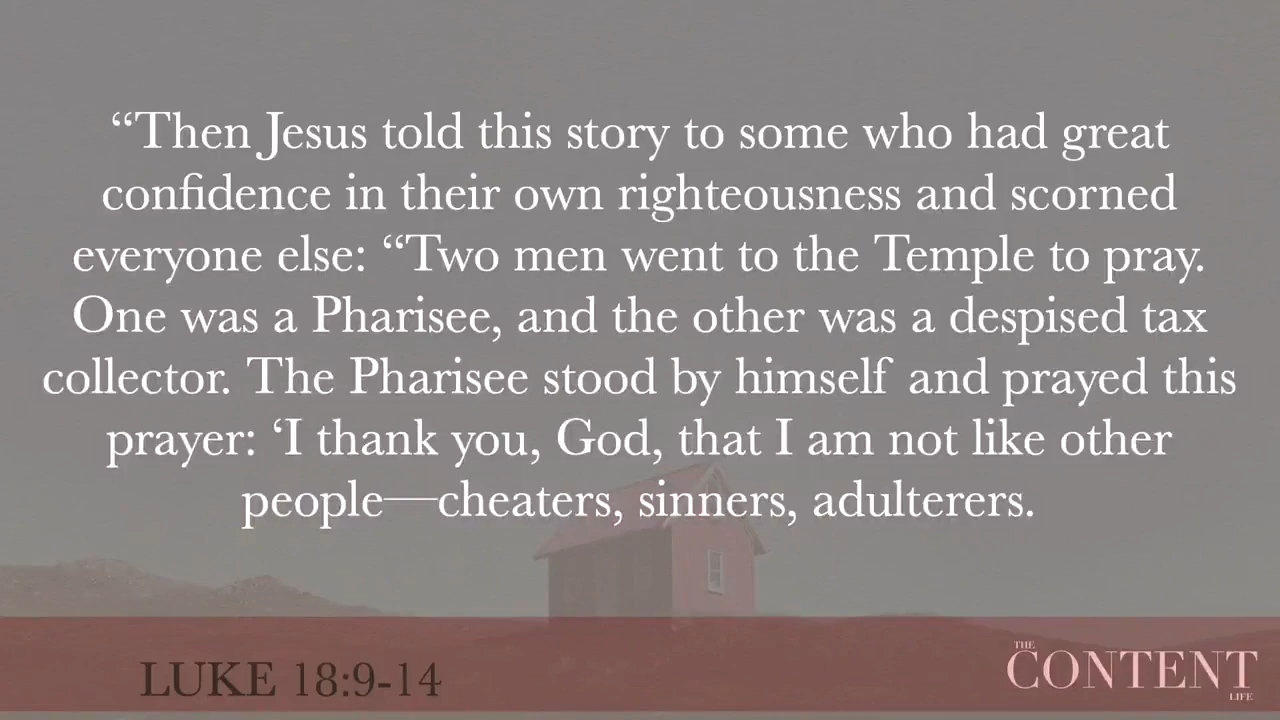 “Then Jesus told this story to some who had great
confidence in their own righteousness and scorned
everyone else: “Two men went to the Temple to pray.
One was a Pharisee, and the other was a despised tax
collector. The Pharisee stood by himself and prayed this
prayer: ‘I thank you, God, that I am not like other
people—cheaters, sinners, adulterers.
LUKE 18:9-14
THE
CONTENT
LIFE